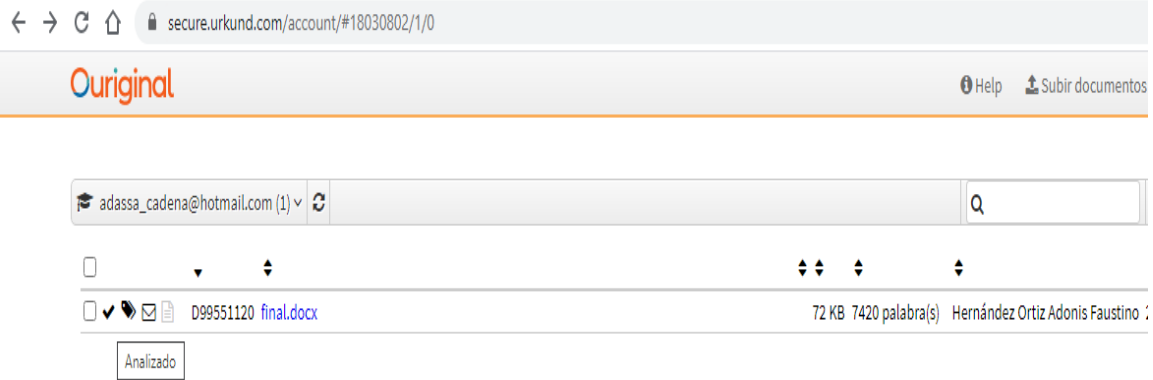 secure.urkund.com/account/#18030802/1/0
Ouriginal Help Subir documentos
adassa_cadena@hotmail.com (1)
D99551120 final.docx 72 KB 7420 palabra(s) Hernández Ortiz Adonis Faustino
Analizado